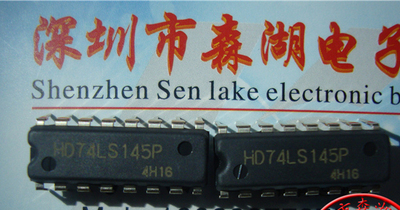 深圳市森湖电子
Shenzhen Sen lake electronic b
HD74LS145P
4H16
HD74LS145P
4H16